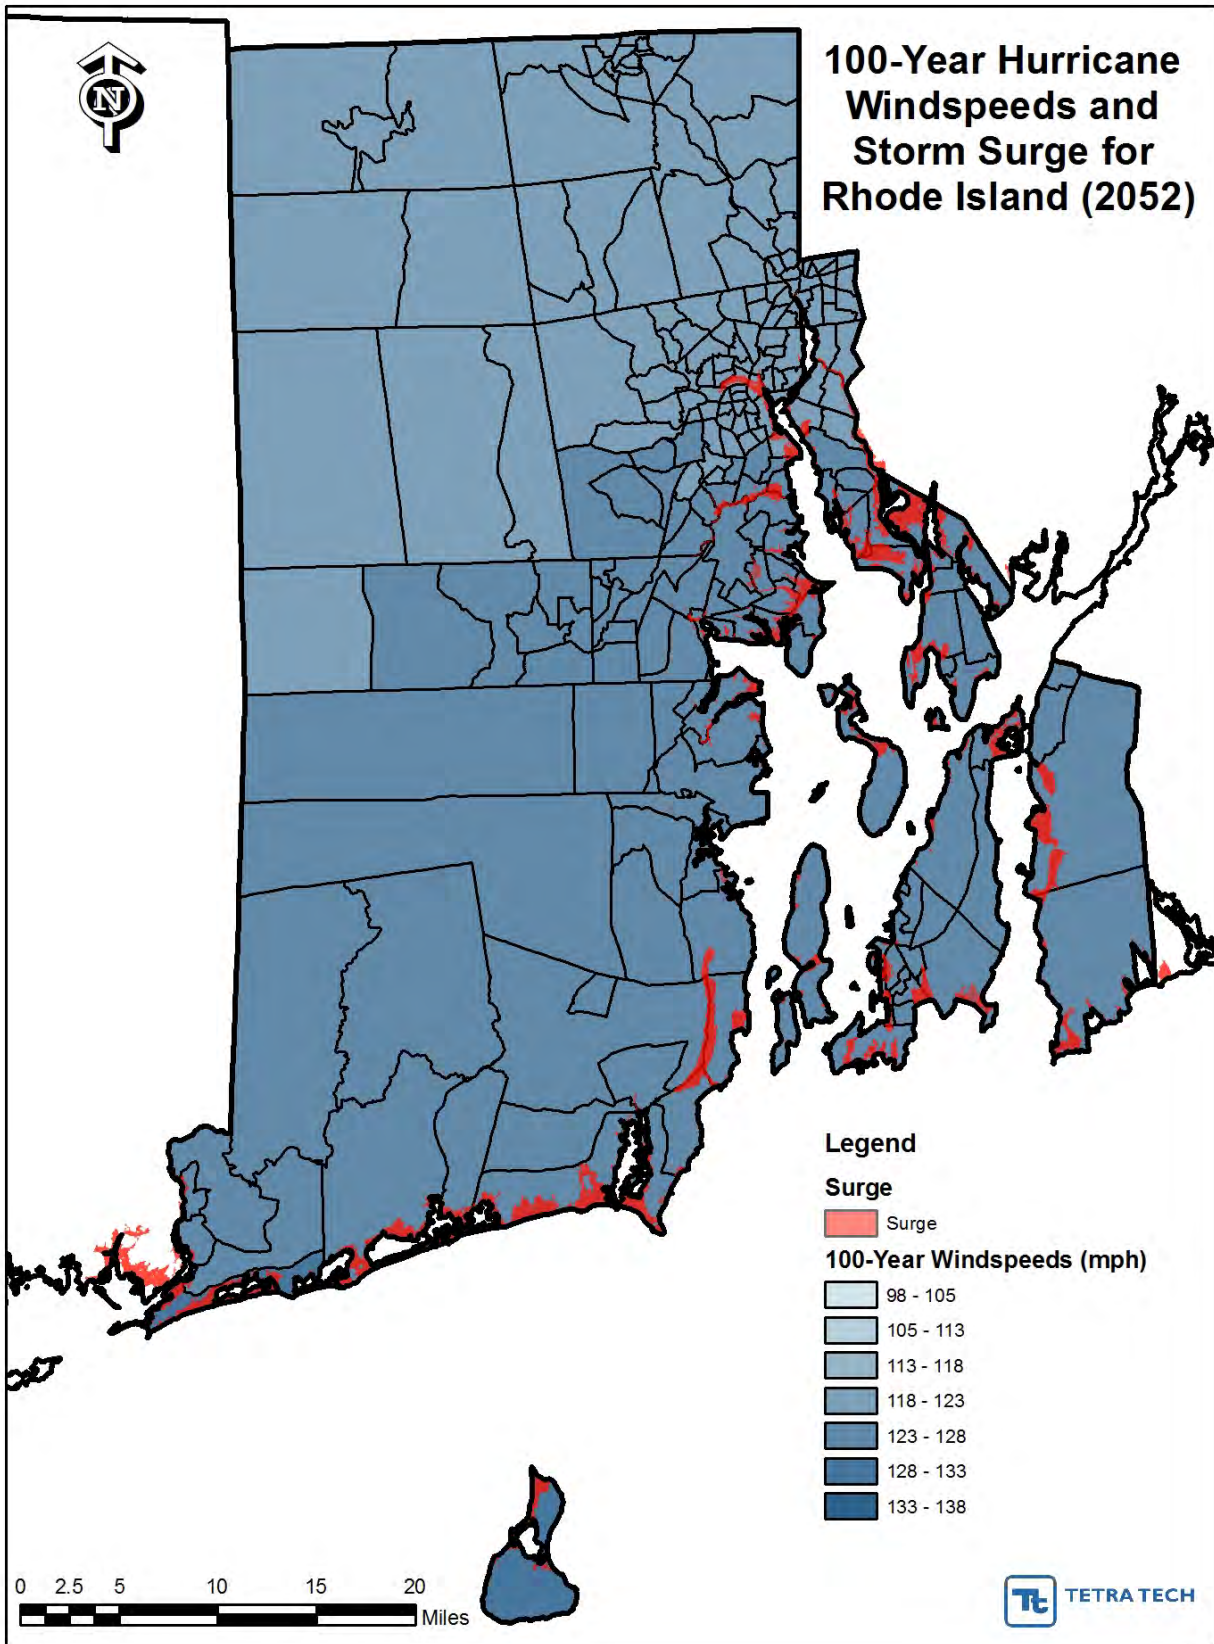 N
100-Year Hurricane
Windspeeds and
Storm Surge for
Rhode Island (2052)
Legend
Surge
Surge
100-Year Windspeeds (mph)
98 - 105
105 - 113
113 - 118
118 - 123
123 - 128
128 - 133
133 - 138
0 2.5 5 10 15 20
Miles
Tt TETRA TECH